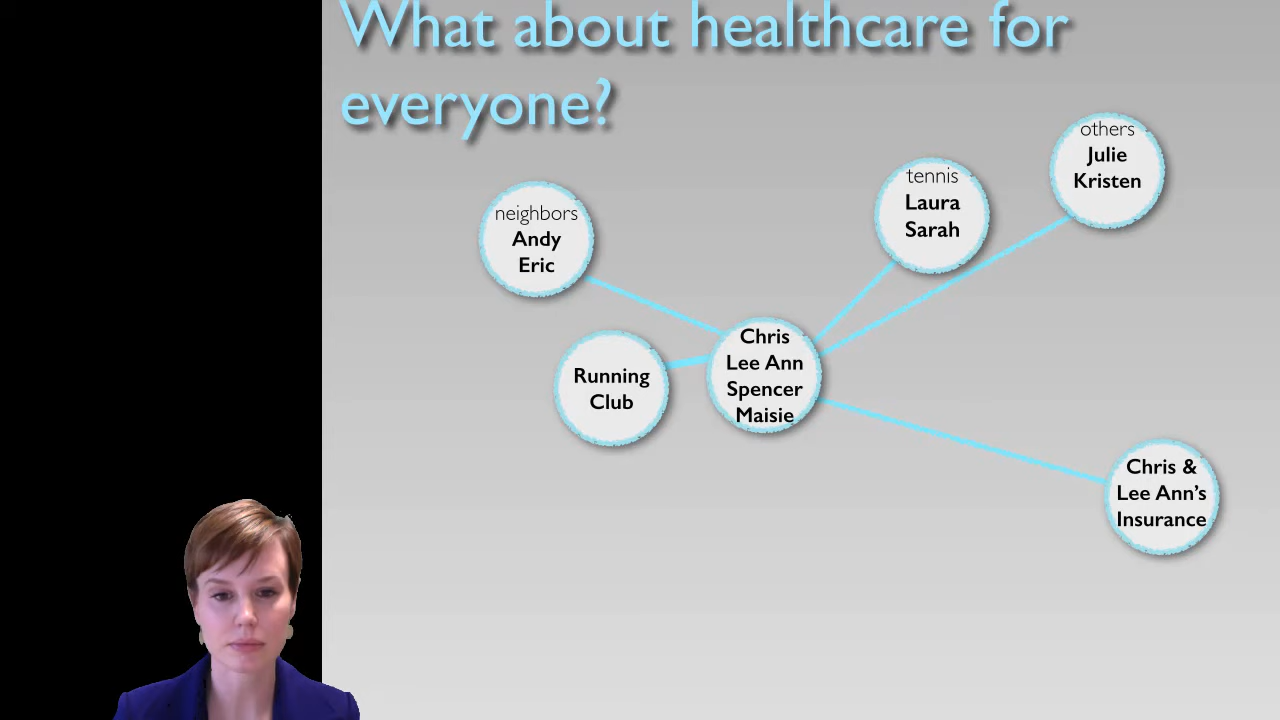 What about healthcare for
everyone?
others
Julie
Kristen
tennis
Laura
Sarah
neighbors
Andy
Eric
Chris
Lee Ann
Spencer
Maisie
Running
Club
Chris &
Lee Ann’s
Insurance